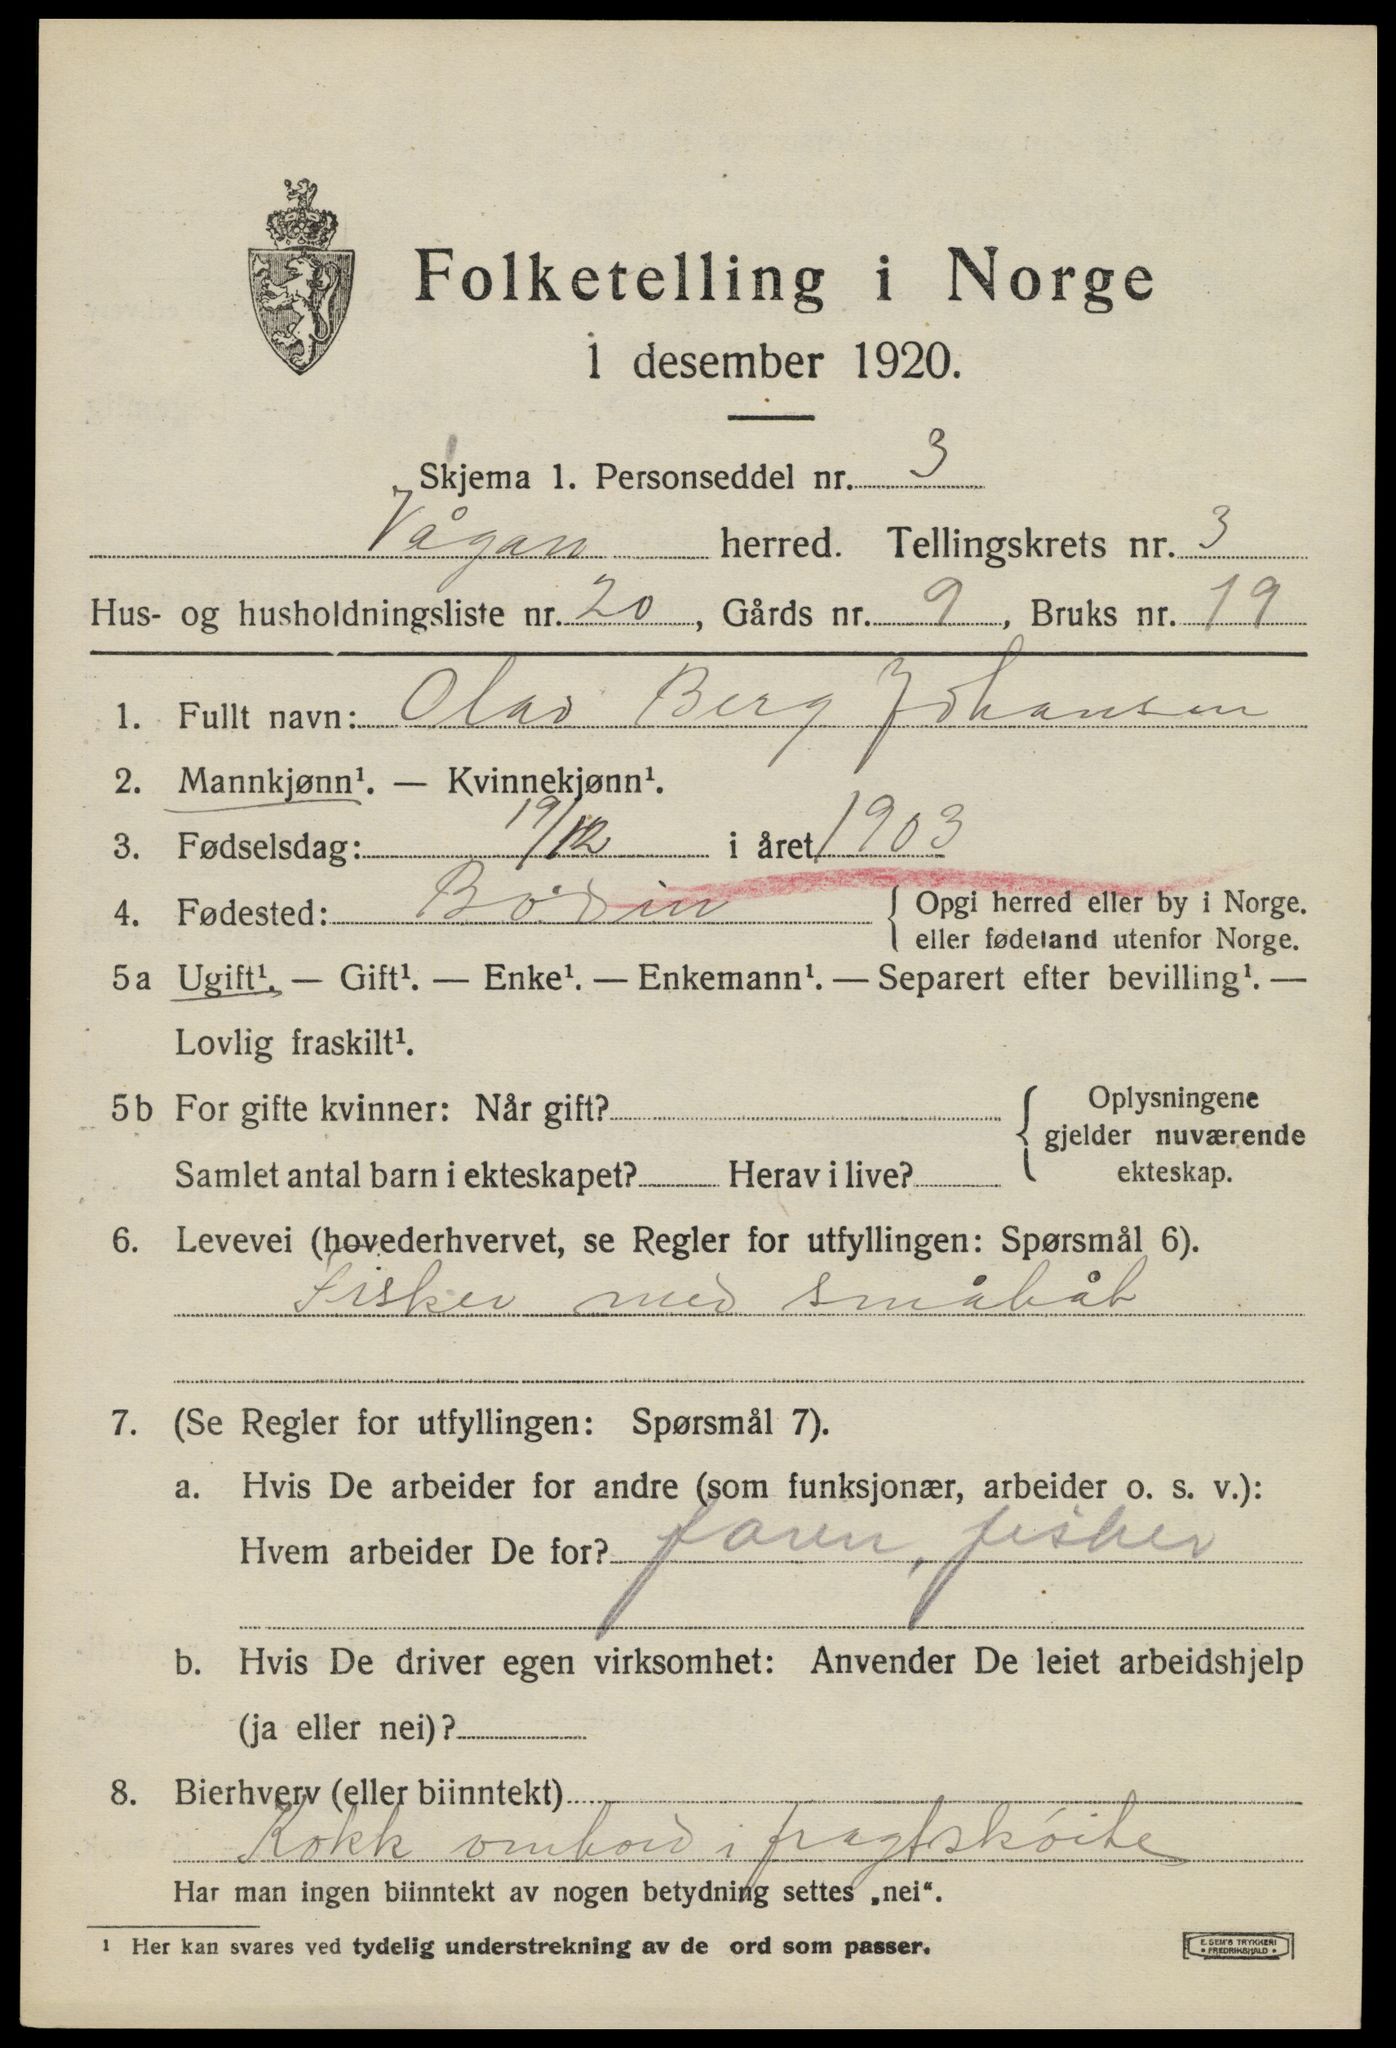 Folketelling i Norge
1 desember 1920.
Skjema 1. Personseddel nr. 3
Vågan herred. Tellingskrets nr. 3
Hus- og husholdningsliste nr. 20, Gårds nr. 9, Bruks nr. 19
1. Fullt navn: Olav Berg Johansen
2. Mannkjønn¹. — Kvinnekjønn¹.
3. Fødselsdag: 19/12 i året 1903
4. Fødested: Bodin { Opgi herred eller by i Norge.
eller fødeland utenfor Norge.
5a Ugift¹. — Gift¹. — Enke¹. — Enkemann¹. — Separert efter bevilling¹. —
Lovlig fraskilt¹.
5b For gifte kvinner: Når gift? { Oplysningene
gjelder nuværende
Samlet antal barn i ekteskapet? Herav i live? ekteskap.
6. Levevei (hovederhvervet, se Regler for utfyllingen: Spørsmål 6).
Fisker med småbåt
7. (Se Regler for utfyllingen: Spørsmål 7).
a. Hvis De arbeider for andre (som funksjonær, arbeider o. s. v.):
Hvem arbeider De for? faren, fisker
b. Hvis De driver egen virksomhet: Anvender De leiet arbeidshjelp
(ja eller nei)?
8. Bierhverv (eller biinntekt)
Kokk ombord i fragtskøite
Har man ingen biinntekt av nogen betydning settes „nei“.
¹ Her kan svares ved tydelig understrekning av de ord som passer.
E. SEM'S TRYKKERI
• FREDRIKSHALD •